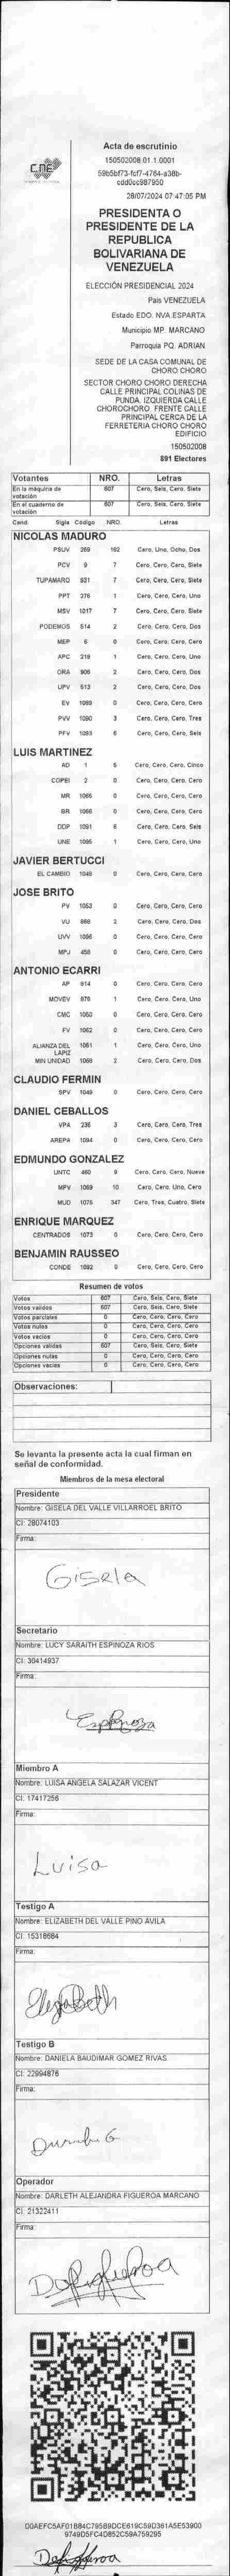 CNE
Acta de escrutinio
150502008.01.1.0001
59b5bf73-fcf7-4764-a38b-
cdd0cc987950
28/07/2024 07:47:05 PM
PRESIDENTA O
PRESIDENTE DE LA
REPUBLICA
BOLIVARIANA DE
VENEZUELA
ELECCIÓN PRESIDENCIAL 2024
País VENEZUELA
Estado EDO. NVA.ESPARTA
Municipio MP. MARCANO
Parroquia PQ. ADRIAN
SEDE DE LA CASA COMUNAL DE
CHORO CHORO
SECTOR CHORO CHORO DERECHA
CALLE PRINCIPAL COLINAS DE
PUNDA. IZQUIERDA CALLE
CHOROCHORO. FRENTE CALLE
PRINCIPAL CERCA DE LA
FERRETERIA CHORO CHORO
EDIFICIO
150502008
891 Electores
Votantes NRO. Letras
En la máquina de votación 607 Cero, Seis, Cero, Siete
En el cuaderno de votación 607 Cero, Seis, Cero, Siete
Cand. Sigla Código NRO. Letras
NICOLAS MADURO
PSUV 269 182 Cero, Uno, Ocho, Dos
PCV 9 7 Cero, Cero, Cero, Siete
TUPAMARO 931 7 Cero, Cero, Cero, Siete
PPT 276 1 Cero, Cero, Cero, Uno
MSV 1017 7 Cero, Cero, Cero, Siete
PODEMOS 514 2 Cero, Cero, Cero, Dos
MEP 6 0 Cero, Cero, Cero, Cero
APC 219 1 Cero, Cero, Cero, Uno
ORA 906 2 Cero, Cero, Cero, Dos
UPV 513 2 Cero, Cero, Cero, Dos
EV 1089 0 Cero, Cero, Cero, Cero
PVV 1090 3 Cero, Cero, Cero, Tres
PFV 1093 6 Cero, Cero, Cero, Seis
LUIS MARTINEZ
AD 1 5 Cero, Cero, Cero, Cinco
COPEI 2 0 Cero, Cero, Cero, Cero
MR 1065 0 Cero, Cero, Cero, Cero
BR 1066 0 Cero, Cero, Cero, Cero
DDP 1091 6 Cero, Cero, Cero, Seis
UNE 1095 1 Cero, Cero, Cero, Uno
JAVIER BERTUCCI
EL CAMBIO 1048 0 Cero, Cero, Cero, Cero
JOSE BRITO
PV 1053 0 Cero, Cero, Cero, Cero
VU 868 2 Cero, Cero, Cero, Dos
UVV 1096 0 Cero, Cero, Cero, Cero
MPJ 458 0 Cero, Cero, Cero, Cero
ANTONIO ECARRI
AP 914 0 Cero, Cero, Cero, Cero
MOVEV 879 1 Cero, Cero, Cero, Uno
CMC 1050 0 Cero, Cero, Cero, Cero
FV 1062 0 Cero, Cero, Cero, Cero
ALIANZA DEL LAPIZ 1061 1 Cero, Cero, Cero, Uno
MIN UNIDAD 1068 2 Cero, Cero, Cero, Dos
CLAUDIO FERMIN
SPV 1049 0 Cero, Cero, Cero, Cero
DANIEL CEBALLOS
VPA 236 3 Cero, Cero, Cero, Tres
AREPA 1094 0 Cero, Cero, Cero, Cero
EDMUNDO GONZALEZ
UNTC 460 9 Cero, Cero, Cero, Nueve
MPV 1069 10 Cero, Cero, Uno, Cero
MUD 1075 347 Cero, Tres, Cuatro, Siete
ENRIQUE MARQUEZ
CENTRADOS 1073 0 Cero, Cero, Cero, Cero
BENJAMIN RAUSSEO
CONDE 1092 0 Cero, Cero, Cero, Cero
Resumen de votos
Votos 607 Cero, Seis, Cero, Siete
Votos validos 607 Cero, Seis, Cero, Siete
Votos parciales 0 Cero, Cero, Cero, Cero
Votos nulos 0 Cero, Cero, Cero, Cero
Votos vacios 0 Cero, Cero, Cero, Cero
Opciones validas 607 Cero, Seis, Cero, Siete
Opciones nulas 0 Cero, Cero, Cero, Cero
Opciones vacias 0 Cero, Cero, Cero, Cero
Observaciones:
Se levanta la presente acta la cual firman en
señal de conformidad.
Miembros de la mesa electoral
Presidente
Nombre: GISELA DEL VALLE VILLARROEL BRITO
CI: 28074103
Firma:
Gisela
Secretario
Nombre: LUCY SARAITH ESPINOZA RIOS
CI: 30414937
Firma:
Espinoza
Miembro A
Nombre: LUISA ANGELA SALAZAR VICENT
CI: 17417256
Firma:
Luisa
Testigo A
Nombre: ELIZABETH DEL VALLE PINO AVILA
CI: 15318684
Firma:
Elizabeth
Testigo B
Nombre: DANIELA BAUDIMAR GOMEZ RIVAS
CI: 22994876
Firma:
Operador
Nombre: DARLETH ALEJANDRA FIGUEROA MARCANO
CI: 21322411
Firma:
DaFigueroa
00AEFC5AF01B84C795B9DCE619C59D361A5E53900
9749D5FC4D852C59A759295